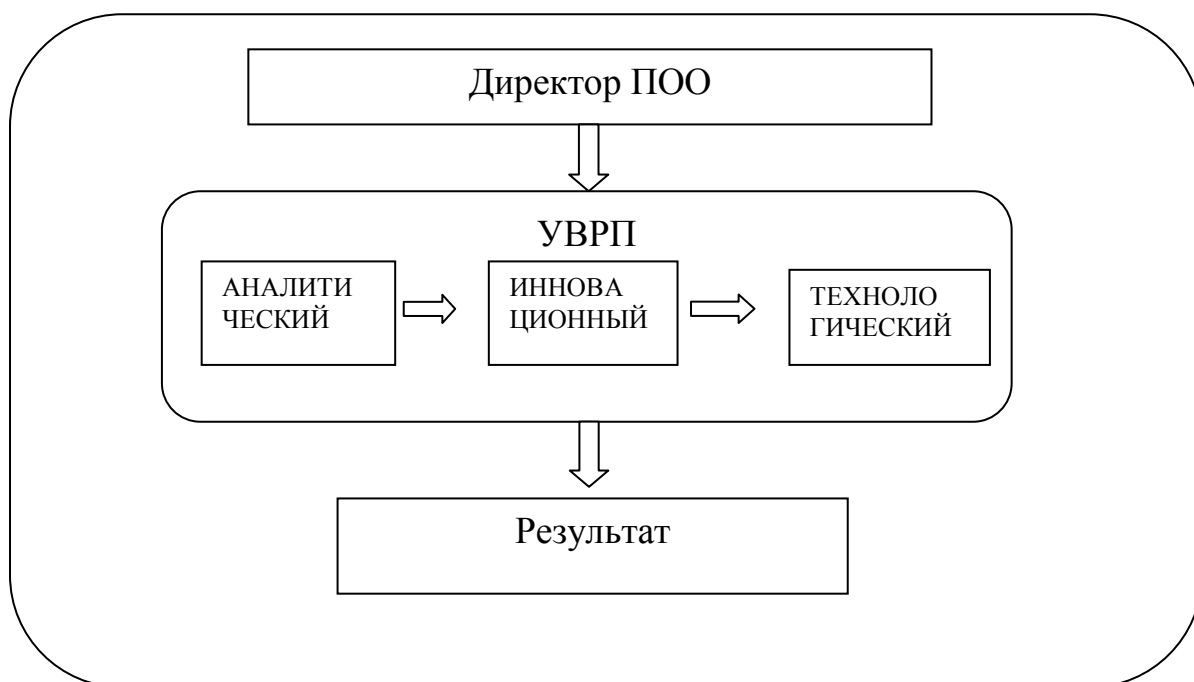 Директор ПОО
УВРП
АНАЛИТИ
ЧЕСКИЙ
ИННОВА
ЦИОННЫЙ
ТЕХНОЛО
ГИЧЕСКИЙ
Результат